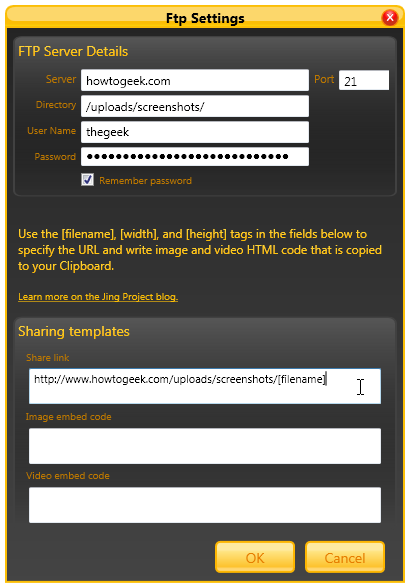 Ftp Settings
FTP Server Details
Server howtogeek.com Port 21
Directory /uploads/screenshots/
User Name thegeek
Password ●●●●●●●●●●●●●●●●●●●●●●●●●●●●●
Remember password
Use the [filename], [width], and [height] tags in the fields below to
specify the URL and write image and video HTML code that is copied
to your Clipboard.
Learn more on the Jing Project blog.
Sharing templates
Share link
http://www.howtogeek.com/uploads/screenshots/[filename]
Image embed code
Video embed code
OK Cancel